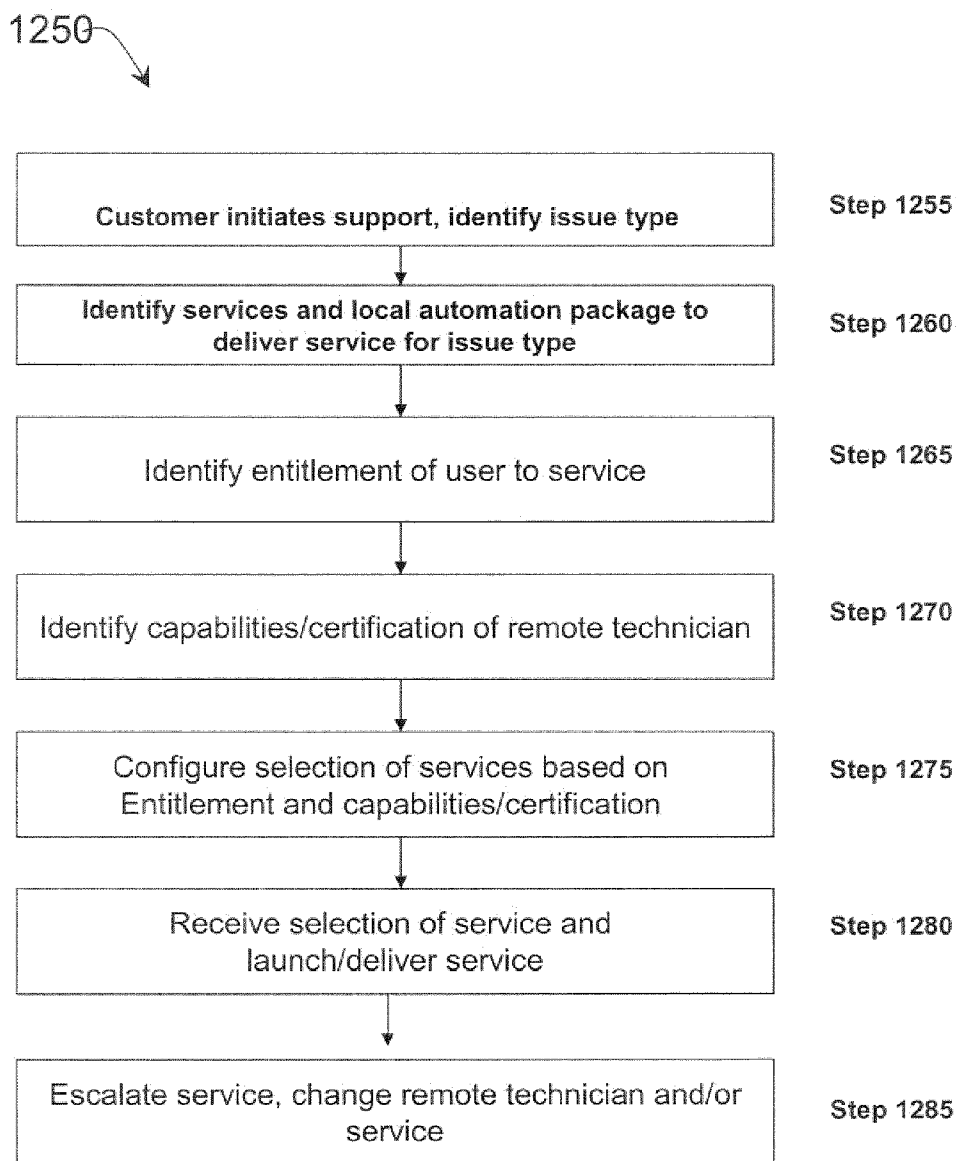 1250
Customer initiates support, identify issue type
Step 1255
Identify services and local automation package to
deliver service for issue type
Step 1260
Identify entitlement of user to service
Step 1265
Identify capabilities/certification of remote technician
Step 1270
Configure selection of services based on
Entitlement and capabilities/certification
Step 1275
Receive selection of service and
launch/deliver service
Step 1280
Escalate service, change remote technician and/or
service
Step 1285